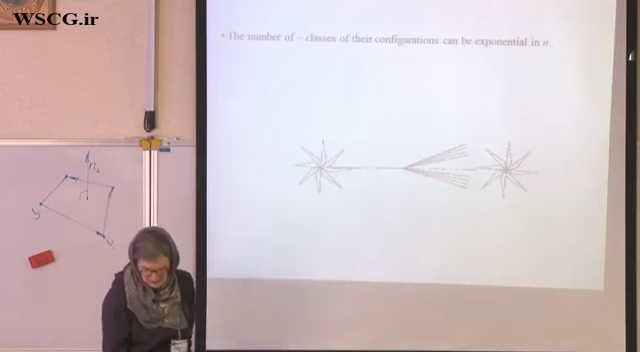 WSCG.ir
• The number of ~ classes of their configurations can be exponential in n.